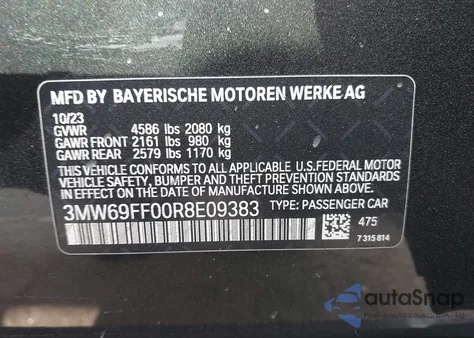 MFD BY BAYERISCHE MOTOREN WERKE AG
10/23
GVWR 4586 lbs 2080 kg
GAWR FRONT 2161 lbs 980 kg
GAWR REAR 2579 lbs 1170 kg
THIS VEHICLE CONFORMS TO ALL APPLICABLE U.S. FEDERAL MOTOR
VEHICLE SAFETY, BUMPER AND THEFT PREVENTION STANDARDS
IN EFFECT ON THE DATE OF MANUFACTURE SHOWN ABOVE.
3MW69FF00R8E09383 TYPE: PASSENGER CAR
475
7 315 814
autoSnap